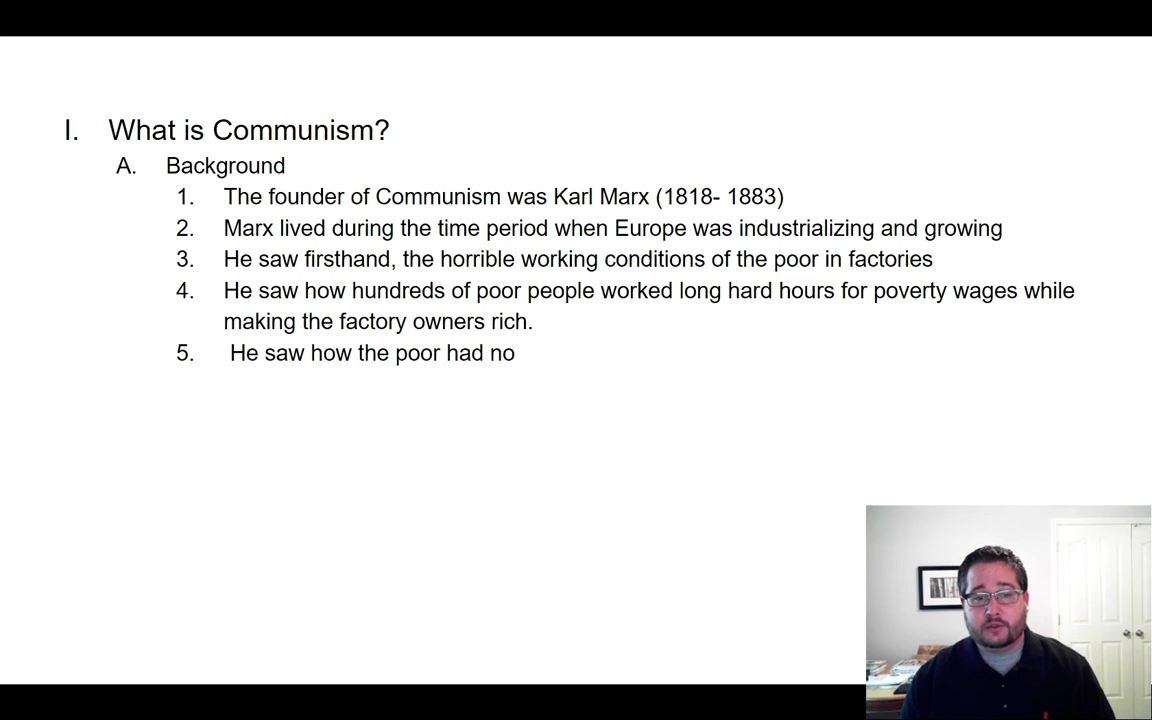 I. What is Communism?
A. Background
1. The founder of Communism was Karl Marx (1818- 1883)
2. Marx lived during the time period when Europe was industrializing and growing
3. He saw firsthand, the horrible working conditions of the poor in factories
4. He saw how hundreds of poor people worked long hard hours for poverty wages while
making the factory owners rich.
5. He saw how the poor had no